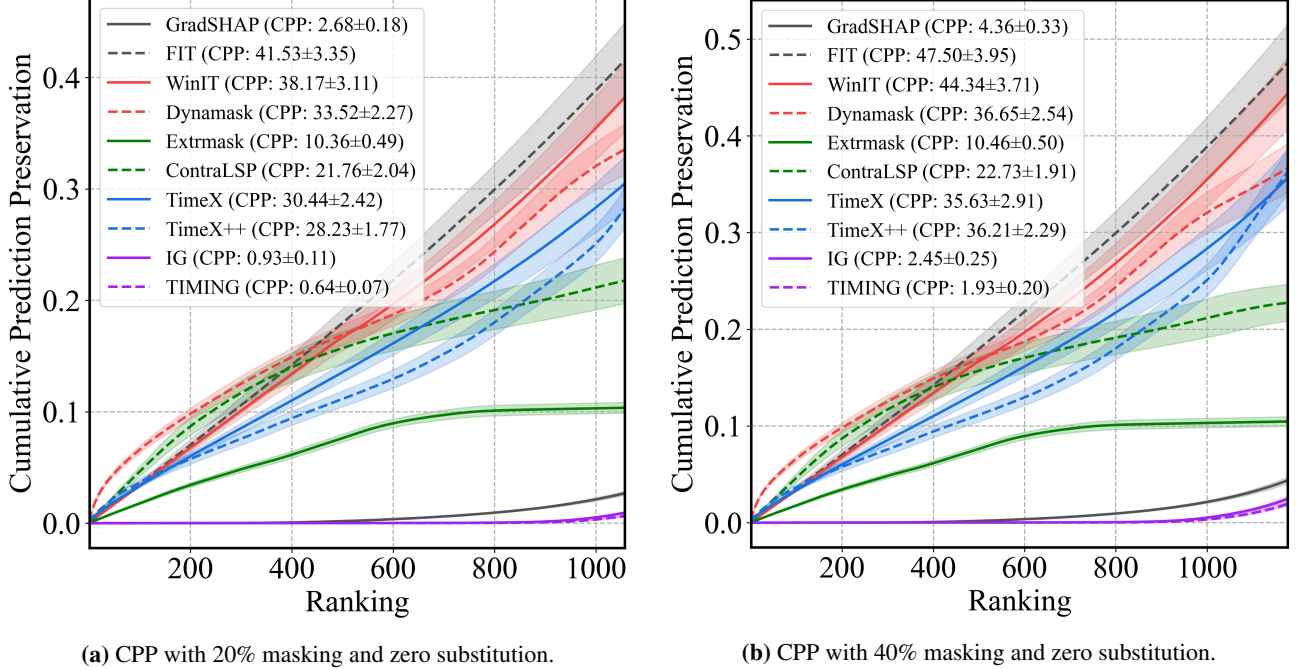 Cumulative Prediction Preservation
0.4
0.3
0.2
0.1
0.0
GradSHAP (CPP: 2.68±0.18)
FIT (CPP: 41.53±3.35)
WinIT (CPP: 38.17±3.11)
Dynamask (CPP: 33.52±2.27)
Extrmask (CPP: 10.36±0.49)
ContraLSP (CPP: 21.76±2.04)
TimeX (CPP: 30.44±2.42)
TimeX++ (CPP: 28.23±1.77)
IG (CPP: 0.93±0.11)
TIMING (CPP: 0.64±0.07)
200 400 600 800 1000
Ranking
(a) CPP with 20% masking and zero substitution.
Cumulative Prediction Preservation
0.5
0.4
0.3
0.2
0.1
0.0
GradSHAP (CPP: 4.36±0.33)
FIT (CPP: 47.50±3.95)
WinIT (CPP: 44.34±3.71)
Dynamask (CPP: 36.65±2.54)
Extrmask (CPP: 10.46±0.50)
ContraLSP (CPP: 22.73±1.91)
TimeX (CPP: 35.63±2.91)
TimeX++ (CPP: 36.21±2.29)
IG (CPP: 2.45±0.25)
TIMING (CPP: 1.93±0.20)
200 400 600 800 1000
Ranking
(b) CPP with 40% masking and zero substitution.